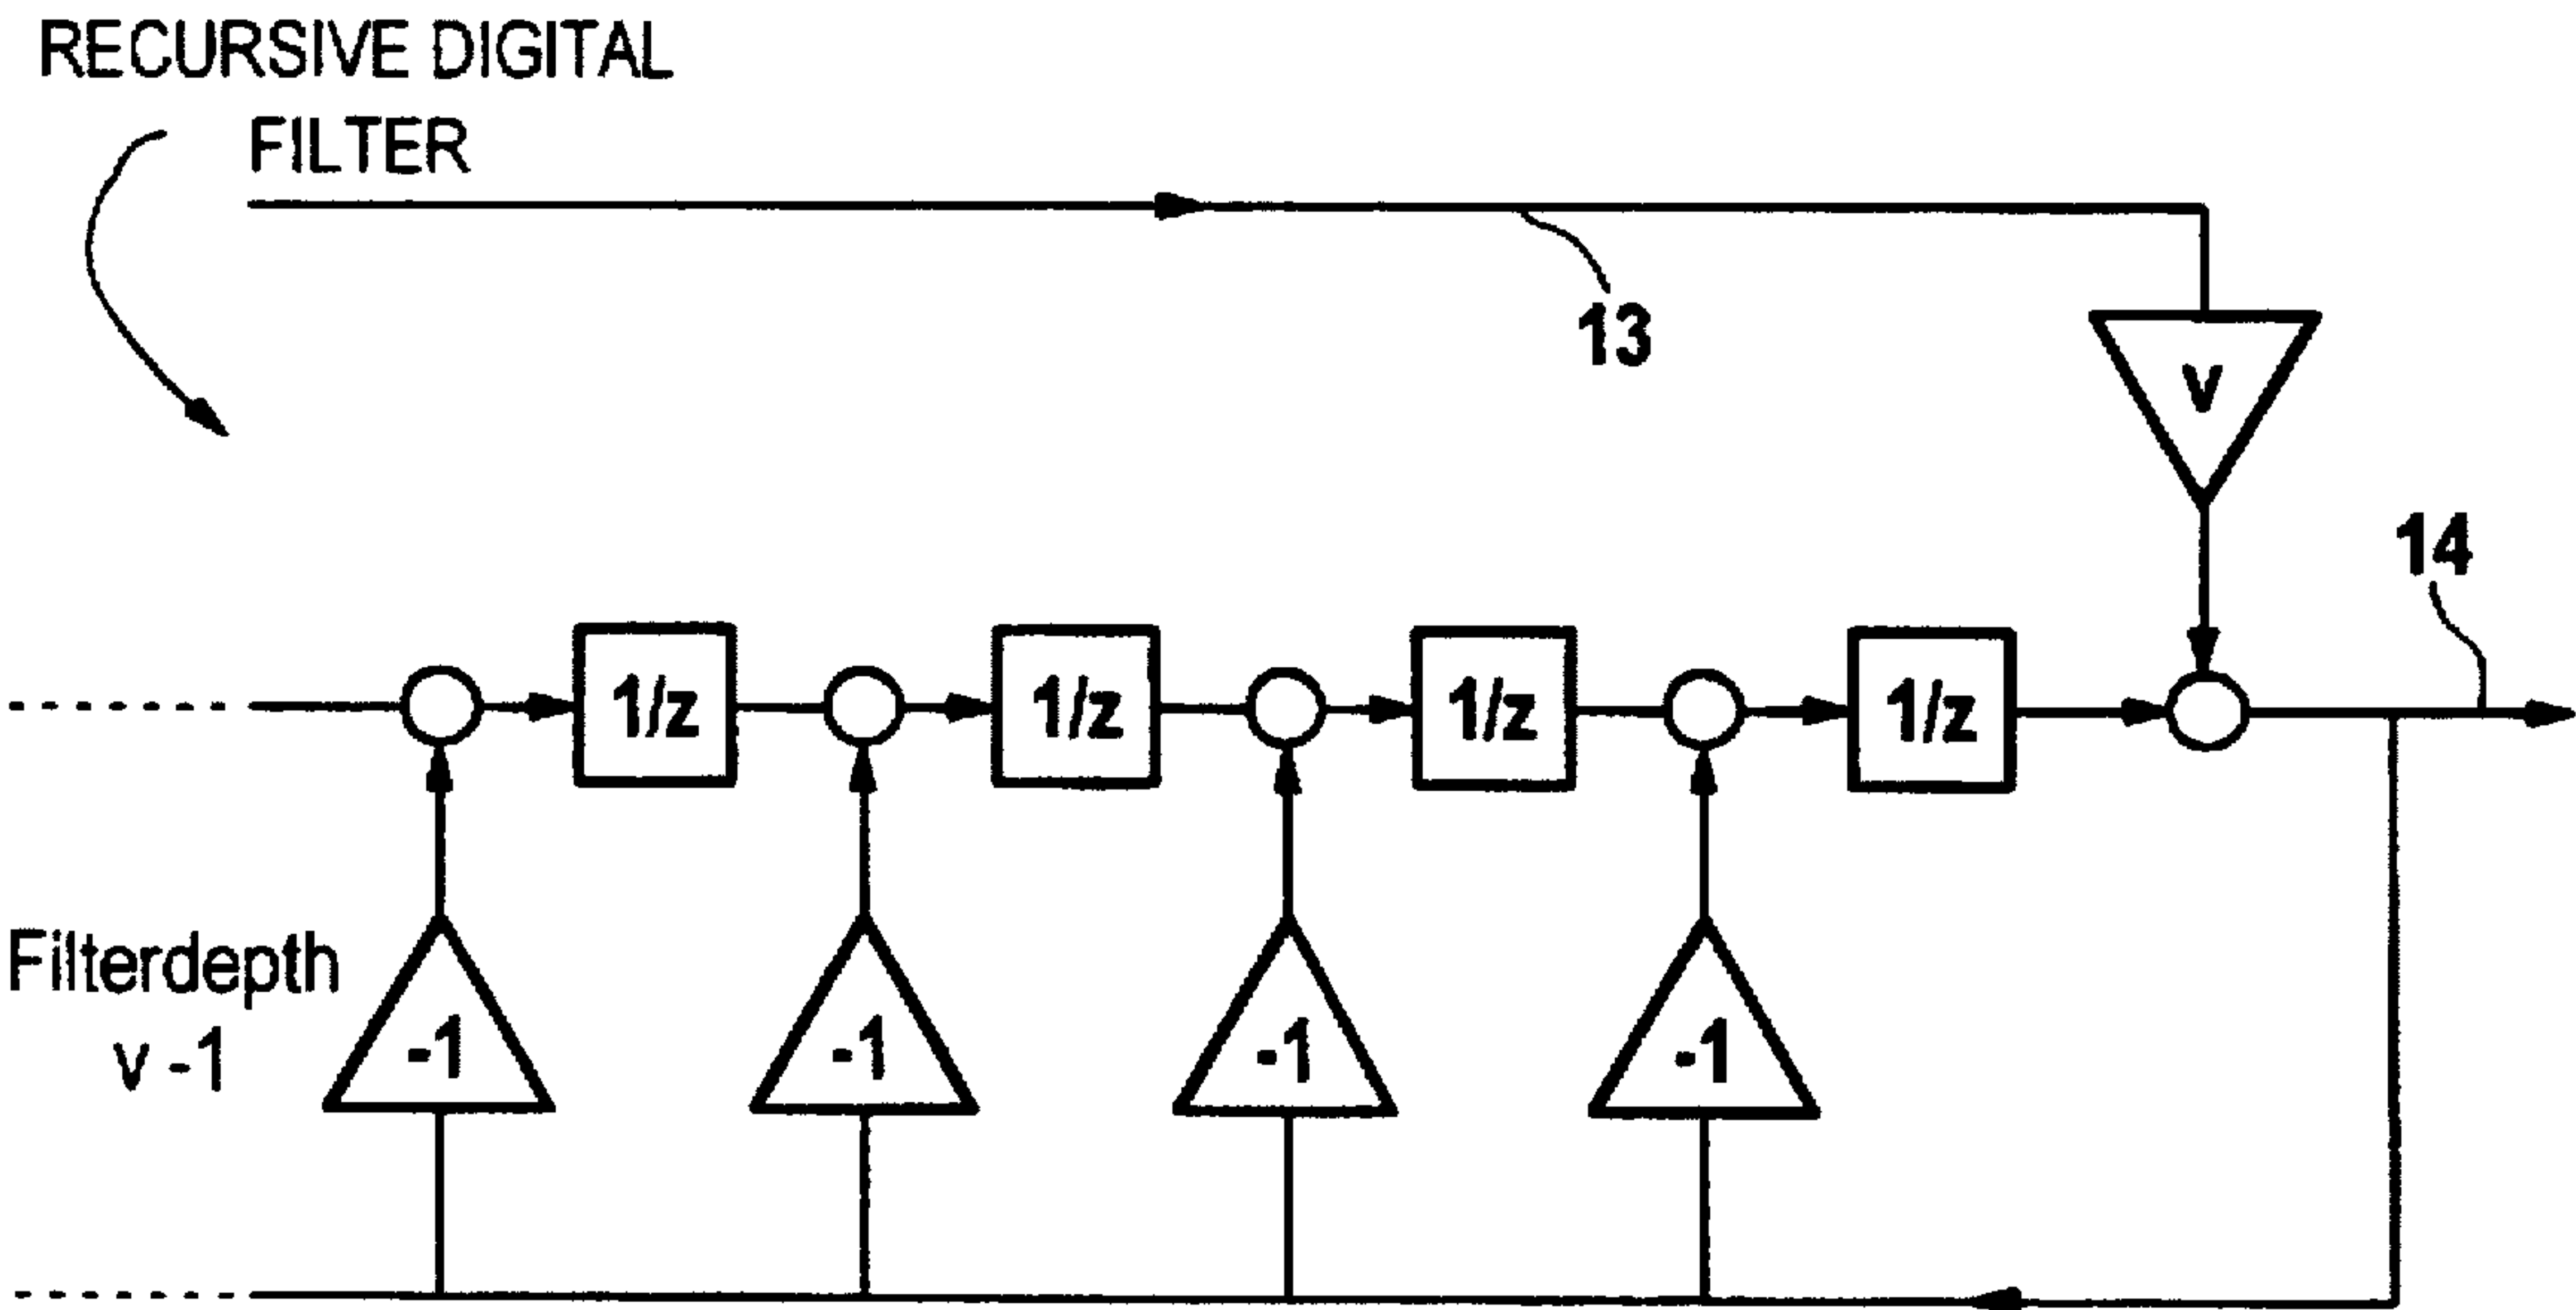 RECURSIVE DIGITAL
FILTER
13
v
14
1/z
1/z
1/z
1/z
Filterdepth
v -1
-1
-1
-1
-1